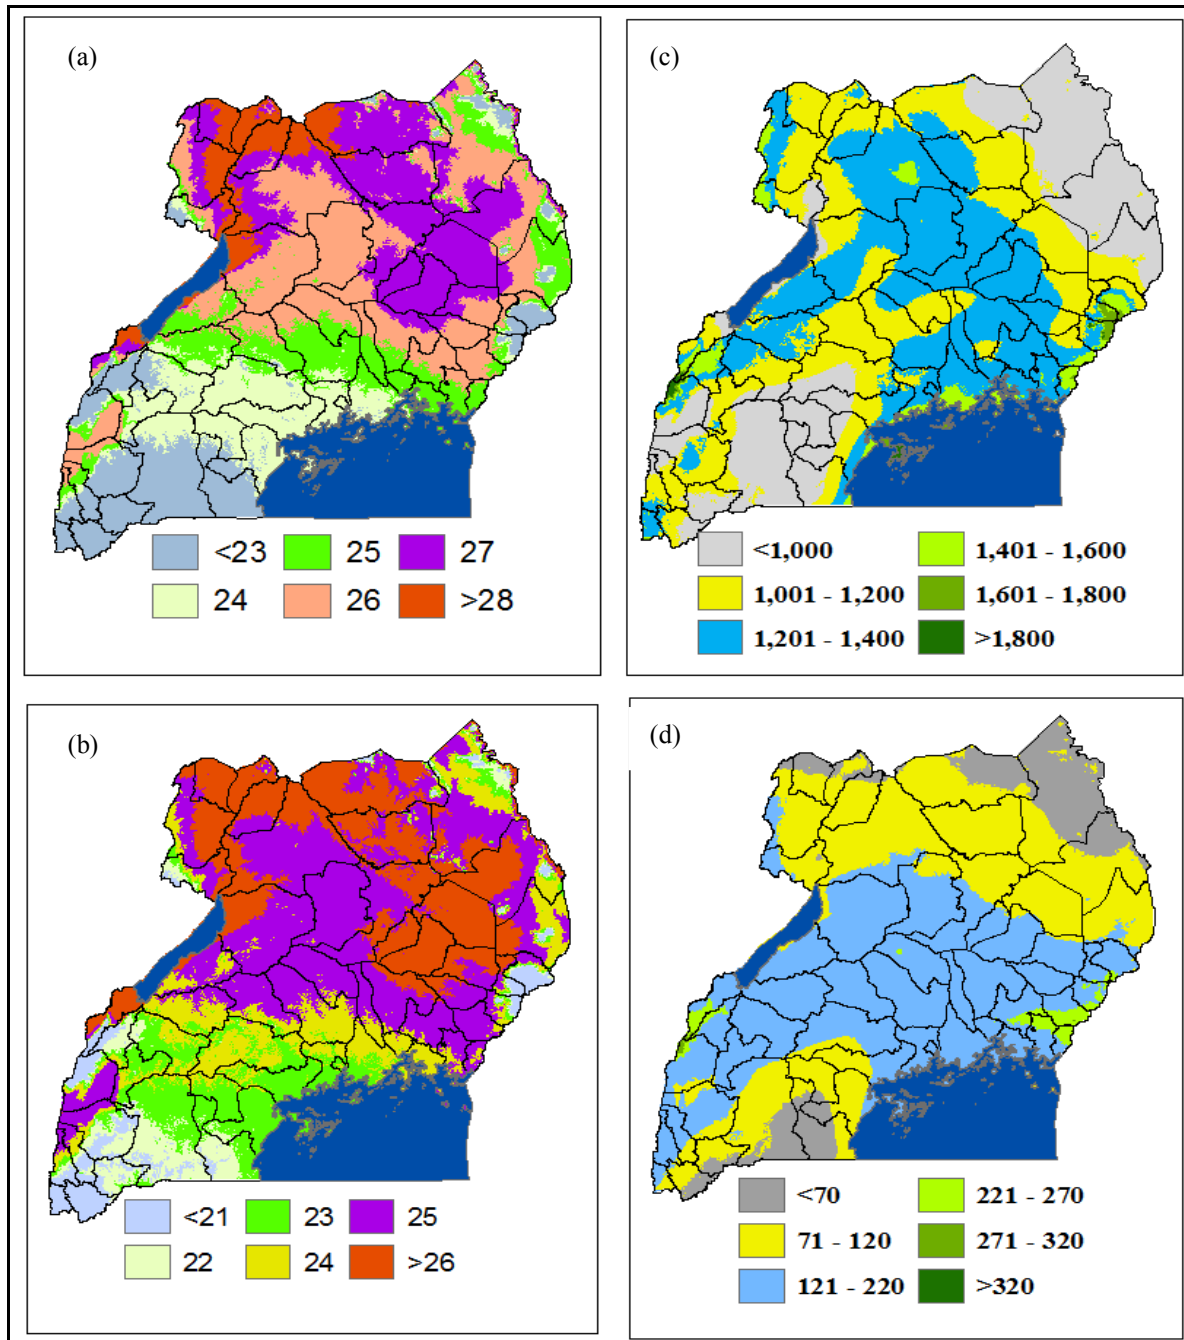 (a)
<23 25 27
24 26 >28
(c)
<1,000 1,401 - 1,600
1,001 - 1,200 1,601 - 1,800
1,201 - 1,400 >1,800
(b)
<21 23 25
22 24 >26
(d)
<70 221 - 270
71 - 120 271 - 320
121 - 220 >320